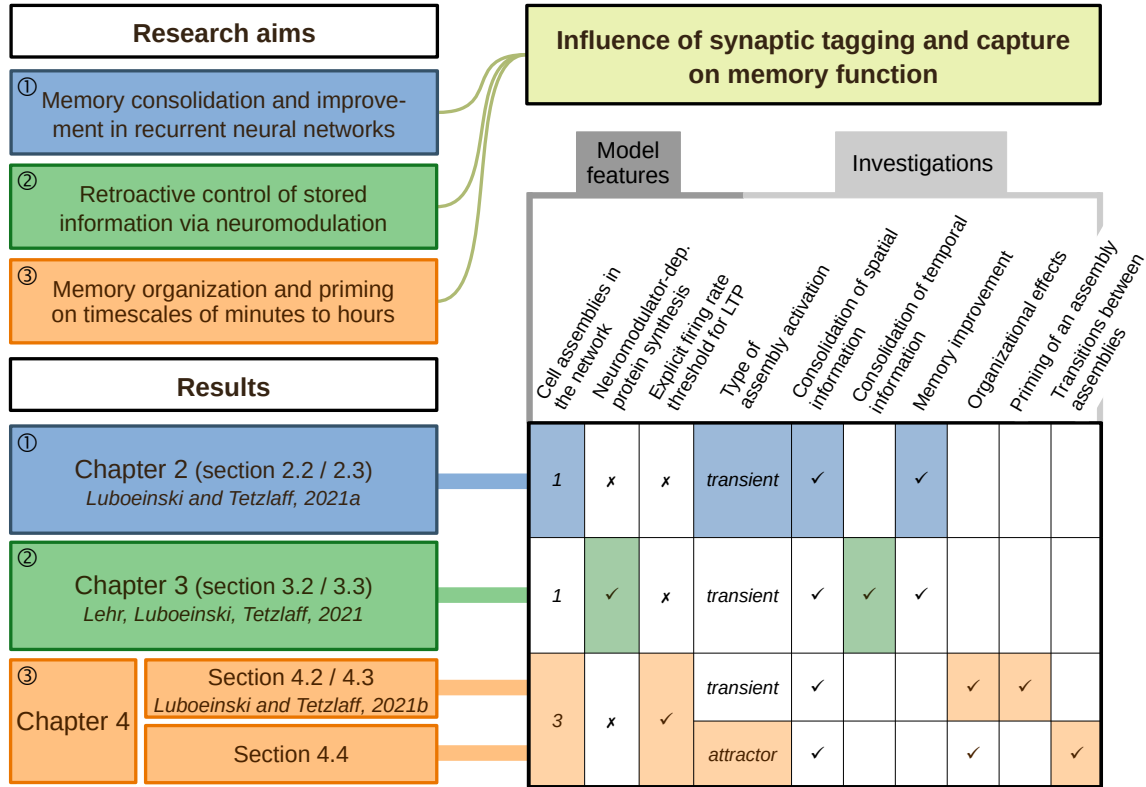 Research aims
①
Memory consolidation and improve-
ment in recurrent neural networks
②
Retroactive control of stored
information via neuromodulation
③
Memory organization and priming
on timescales of minutes to hours
Influence of synaptic tagging and capture
on memory function
Model
features
Investigations
Cell assemblies in
the network
Neuromodulator-dep.
protein synthesis
Explicit firing rate
threshold for LTP
Type of
assembly activation
Consolidation of spatial
information
Consolidation of temporal
information
Memory improvement
Organizational effects
Priming of an assembly
Transitions between
assemblies
Results
①
Chapter 2 (section 2.2 / 2.3)
Luboeinski and Tetzlaff, 2021a
1 ✗ ✗ transient ✓ ✓
②
Chapter 3 (section 3.2 / 3.3)
Lehr, Luboeinski, Tetzlaff, 2021
1 ✓ ✗ transient ✓ ✓ ✓
③
Chapter 4
Section 4.2 / 4.3
Luboeinski and Tetzlaff, 2021b
Section 4.4
3 ✗ ✓
transient ✓ ✓ ✓
attractor ✓ ✓ ✓